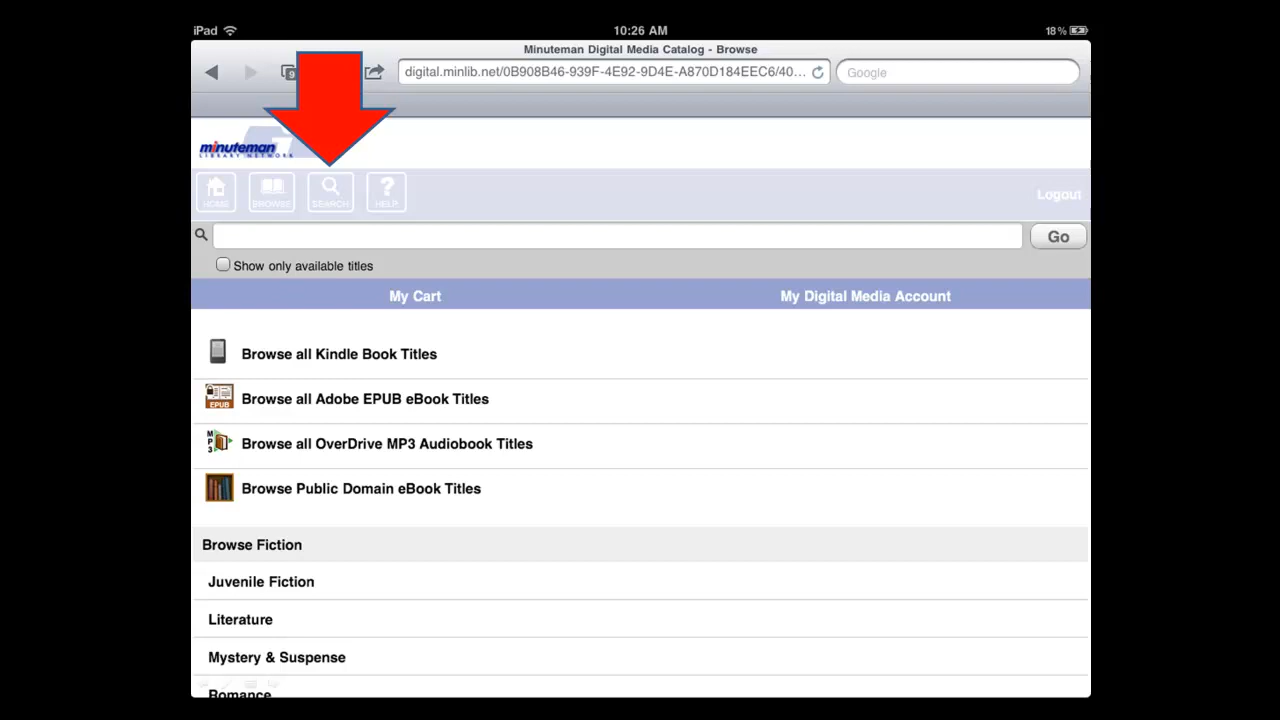 iPad 10:26 AM 18%
Minuteman Digital Media Catalog - Browse
9 digital.minlib.net/0B908B46-939F-4E92-9D4E-A870D184EEC6/40... Google
minuteman
LIBRARY NETWORK
HOME BROWSE SEARCH ? HELP Logout
Go
Show only available titles
My Cart My Digital Media Account
Browse all Kindle Book Titles
EPUB Browse all Adobe EPUB eBook Titles
MP3 Browse all OverDrive MP3 Audiobook Titles
Browse Public Domain eBook Titles
Browse Fiction
Juvenile Fiction
Literature
Mystery & Suspense
Romance